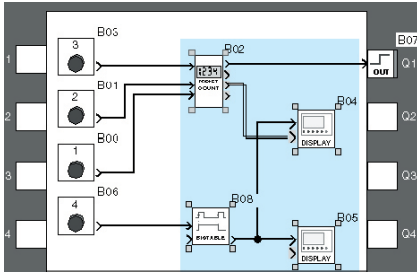 B03
3
B02
B07
1
1234
PRESET
COUNT
OUT
Q1
B01
2
B04
2
Q2
B00
1
DISPLAY
3
Q3
B06
4
B08
B05
4
BISTABLE
DISPLAY
Q4